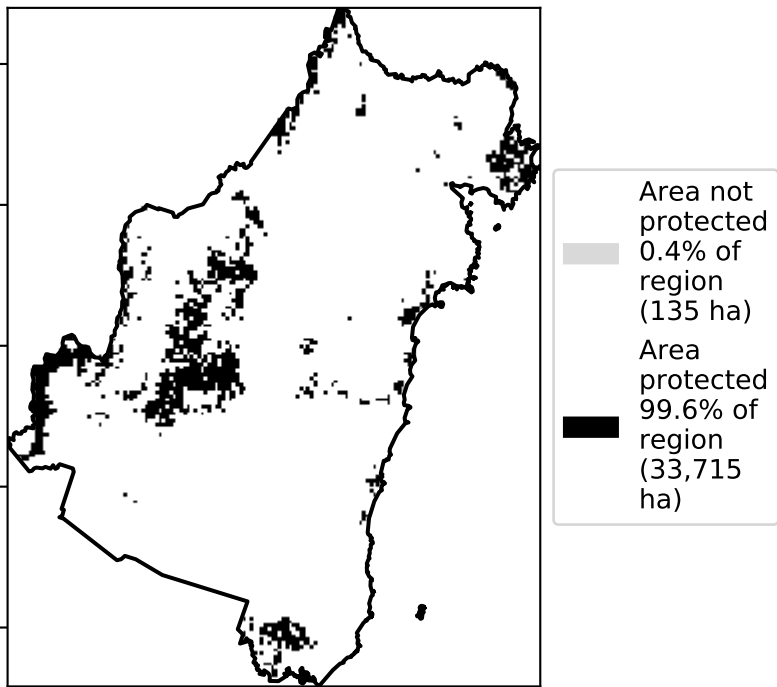 Area not
protected
0.4% of
region
(135 ha)
Area
protected
99.6% of
region
(33,715
ha)